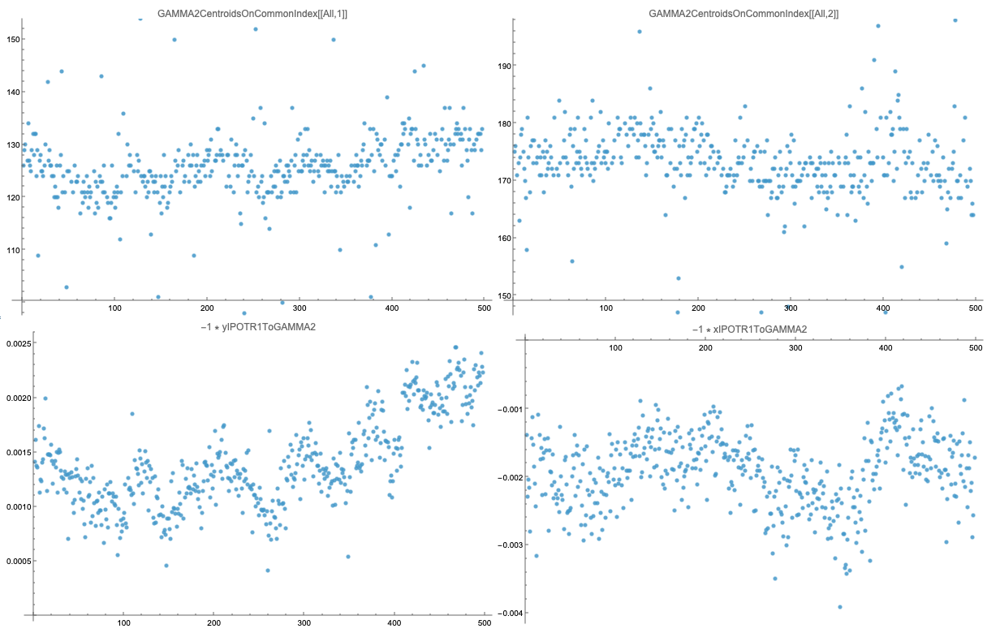 GAMMA2CentroidsOnCommonIndex[[All,1]]
150
140
130
120
110
100 200 300 400 500
GAMMA2CentroidsOnCommonIndex[[All,2]]
190
180
170
160
150
100 200 300 400 500
-1 * yIPOTR1ToGAMMA2
0.0025
0.0020
0.0015
0.0010
0.0005
100 200 300 400 500
-1 * xIPOTR1ToGAMMA2
100 200 300 400 500
-0.001
-0.002
-0.003
-0.004